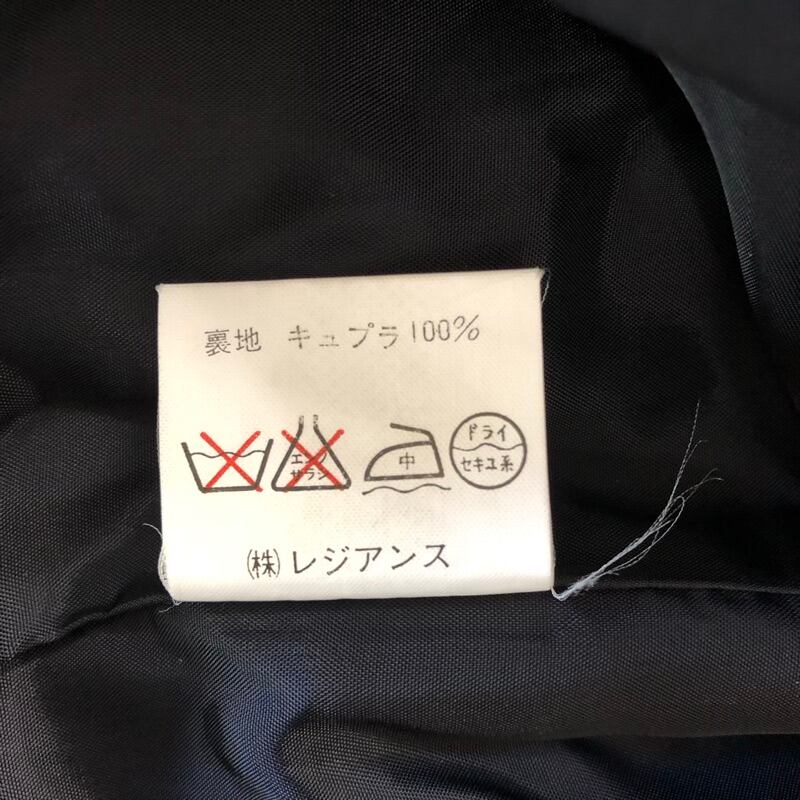 裏地 キュプラ100%
エンソ
サラシ
中
ドライ
セキユ系
(株)レジアンス